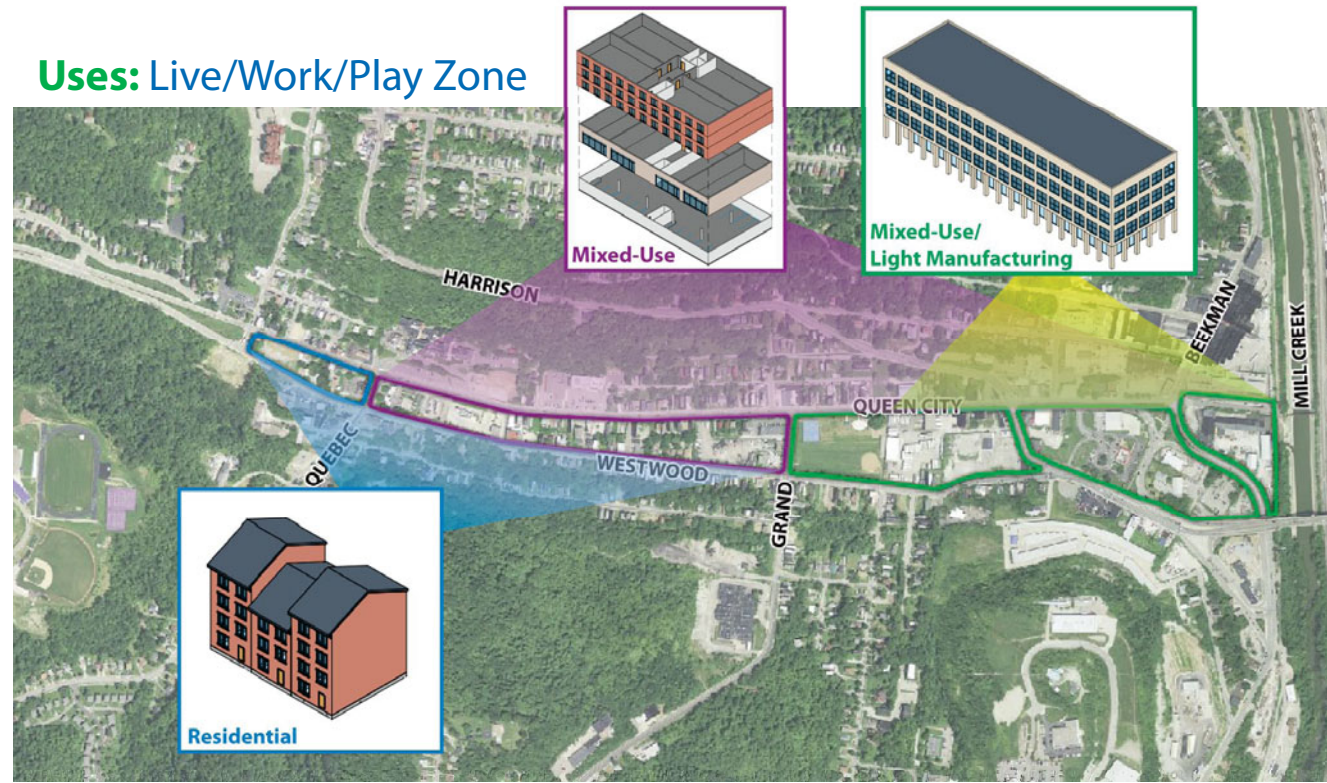 Uses: Live/Work/Play Zone
Mixed-Use
Mixed-Use/
Light Manufacturing
HARRISON
BEEKMAN
MILL CREEK
QUEEN CITY
QUEBEC
WESTWOOD
GRAND
Residential